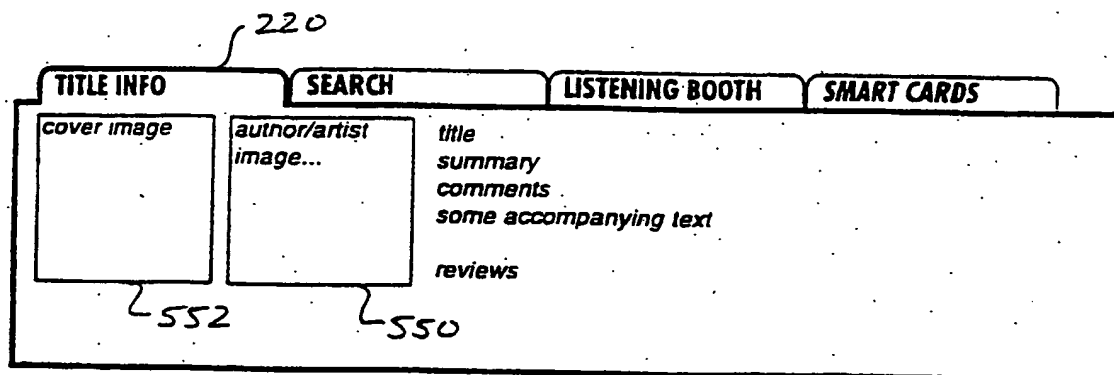 220
TITLE INFO SEARCH LISTENING BOOTH SMART CARDS
cover image
autnor/artist
image...
title
summary
comments
some accompanying text
reviews
552
550